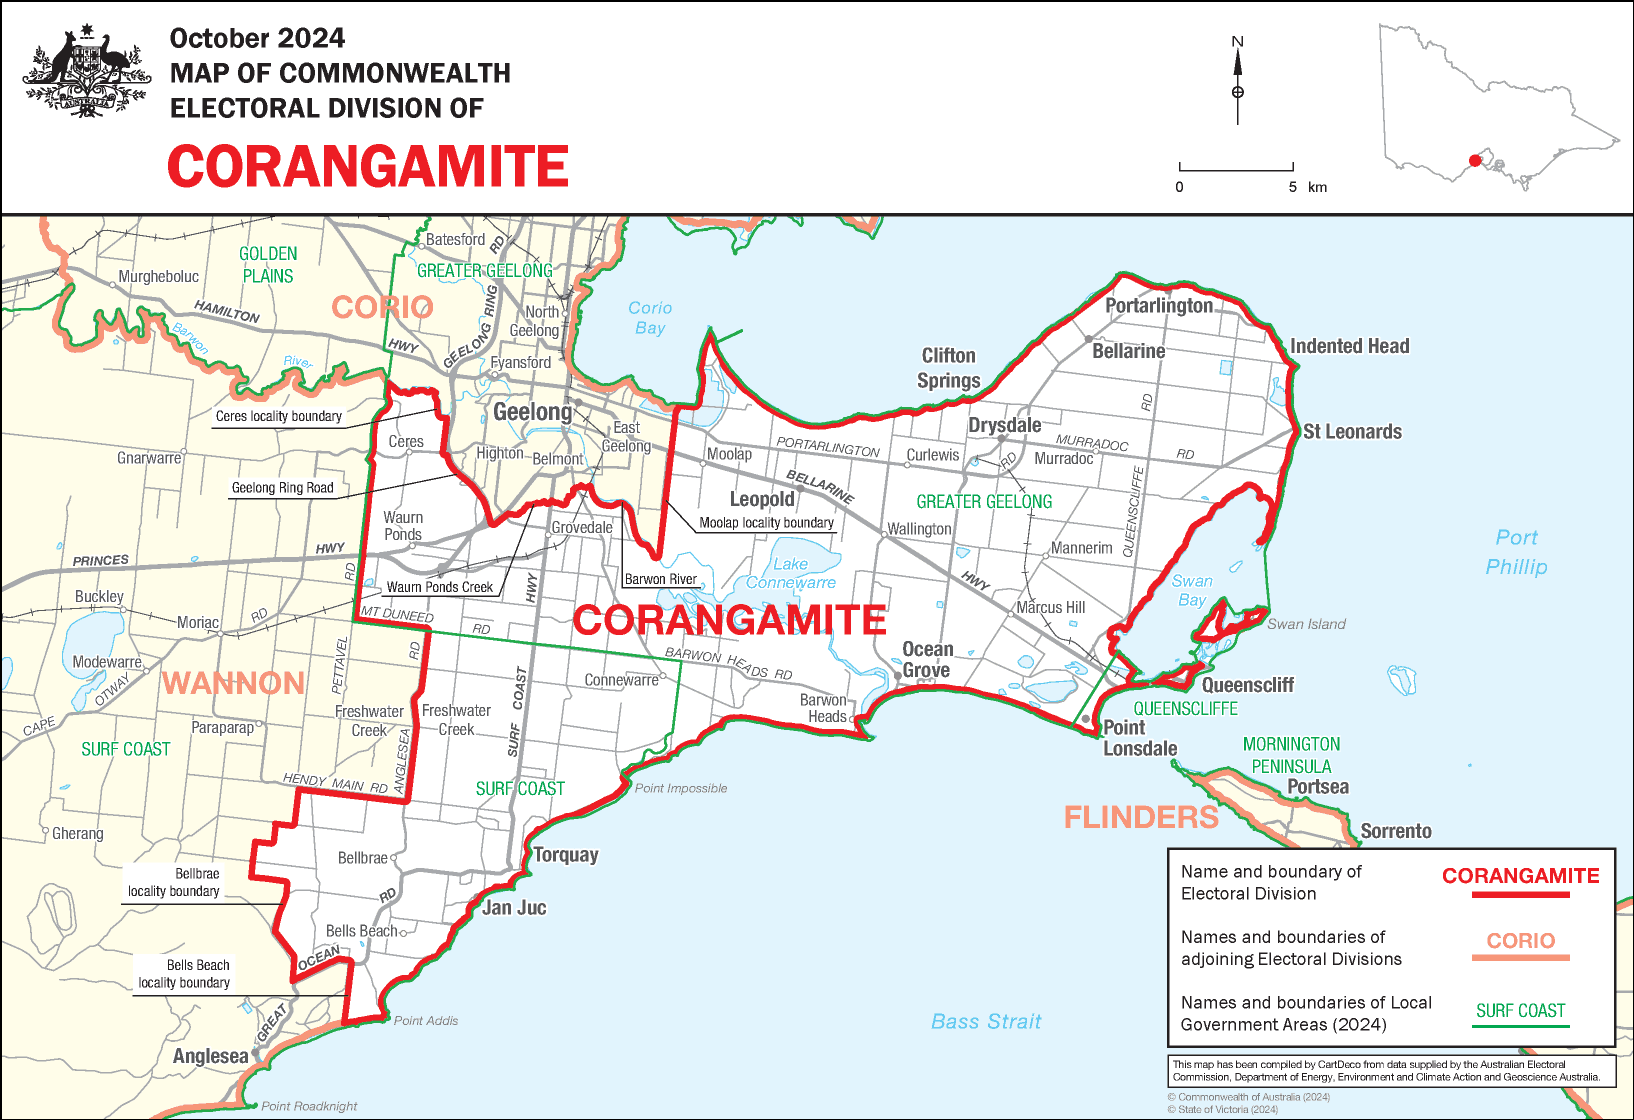 October 2024
MAP OF COMMONWEALTH
ELECTORAL DIVISION OF
CORANGAMITE
AUSTRALIA
N
0 5 km
Batesford
GOLDEN
PLAINS
GREATER GEELONG
Murgheboluc
CORIO
HAMILTON
HWY
GEELONG RING RD
North
Geelong
Corio
Bay
Barwon
River
Fyansford
Portarlington
Bellarine
Indented Head
Clifton
Springs
Ceres locality boundary
Geelong
East
Geelong
Ceres
Highton
Belmont
Gnarwarre
Geelong Ring Road
Moolap
PORTARLINGTON
RD
Curlewis
Drysdale
MURRADOC
RD
Murradoc
RD
St Leonards
Leopold
BELLARINE
HWY
GREATER GEELONG
QUEENSCLIFFE
Waurn
Ponds
Grovedale
Moolap locality boundary
Wallington
Mannerim
Port
Phillip
PRINCES
HWY
RD
Waurn Ponds Creek
Barwon River
Lake
Connewarre
Swan
Bay
Buckley
Moriac
RD
MT DUNEED
RD
HWY
CORANGAMITE
Marcus Hill
Swan Island
Modewarre
OTWAY
CAPE
WANNON
PETTAVEL
RD
BARWON HEADS RD
Ocean
Grove
Connewarre
Queenscliff
QUEENSCLIFFE
Paraparap
Freshwater
Creek
Freshwater
Creek
SURF COAST
Barwon
Heads
Point
Lonsdale
SURF COAST
ANGLESEA
HENDY MAIN RD
SURF COAST
Point Impossible
MORNINGTON
PENINSULA
Portsea
FLINDERS
Sorrento
Gherang
Bellbrae
Torquay
Bellbrae
locality boundary
RD
Jan Juc
Bells Beach
OCEAN
Bells Beach
locality boundary
GREAT
Point Addis
Bass Strait
Anglesea
Point Roadknight
Name and boundary of
Electoral Division
CORANGAMITE
Names and boundaries of
adjoining Electoral Divisions
CORIO
Names and boundaries of Local
Government Areas (2024)
SURF COAST
This map has been compiled by CartDeco from data supplied by the Australian Electoral
Commission, Department of Energy, Environment and Climate Action and Geoscience Australia.
© Commonwealth of Australia (2024)
© State of Victoria (2024)